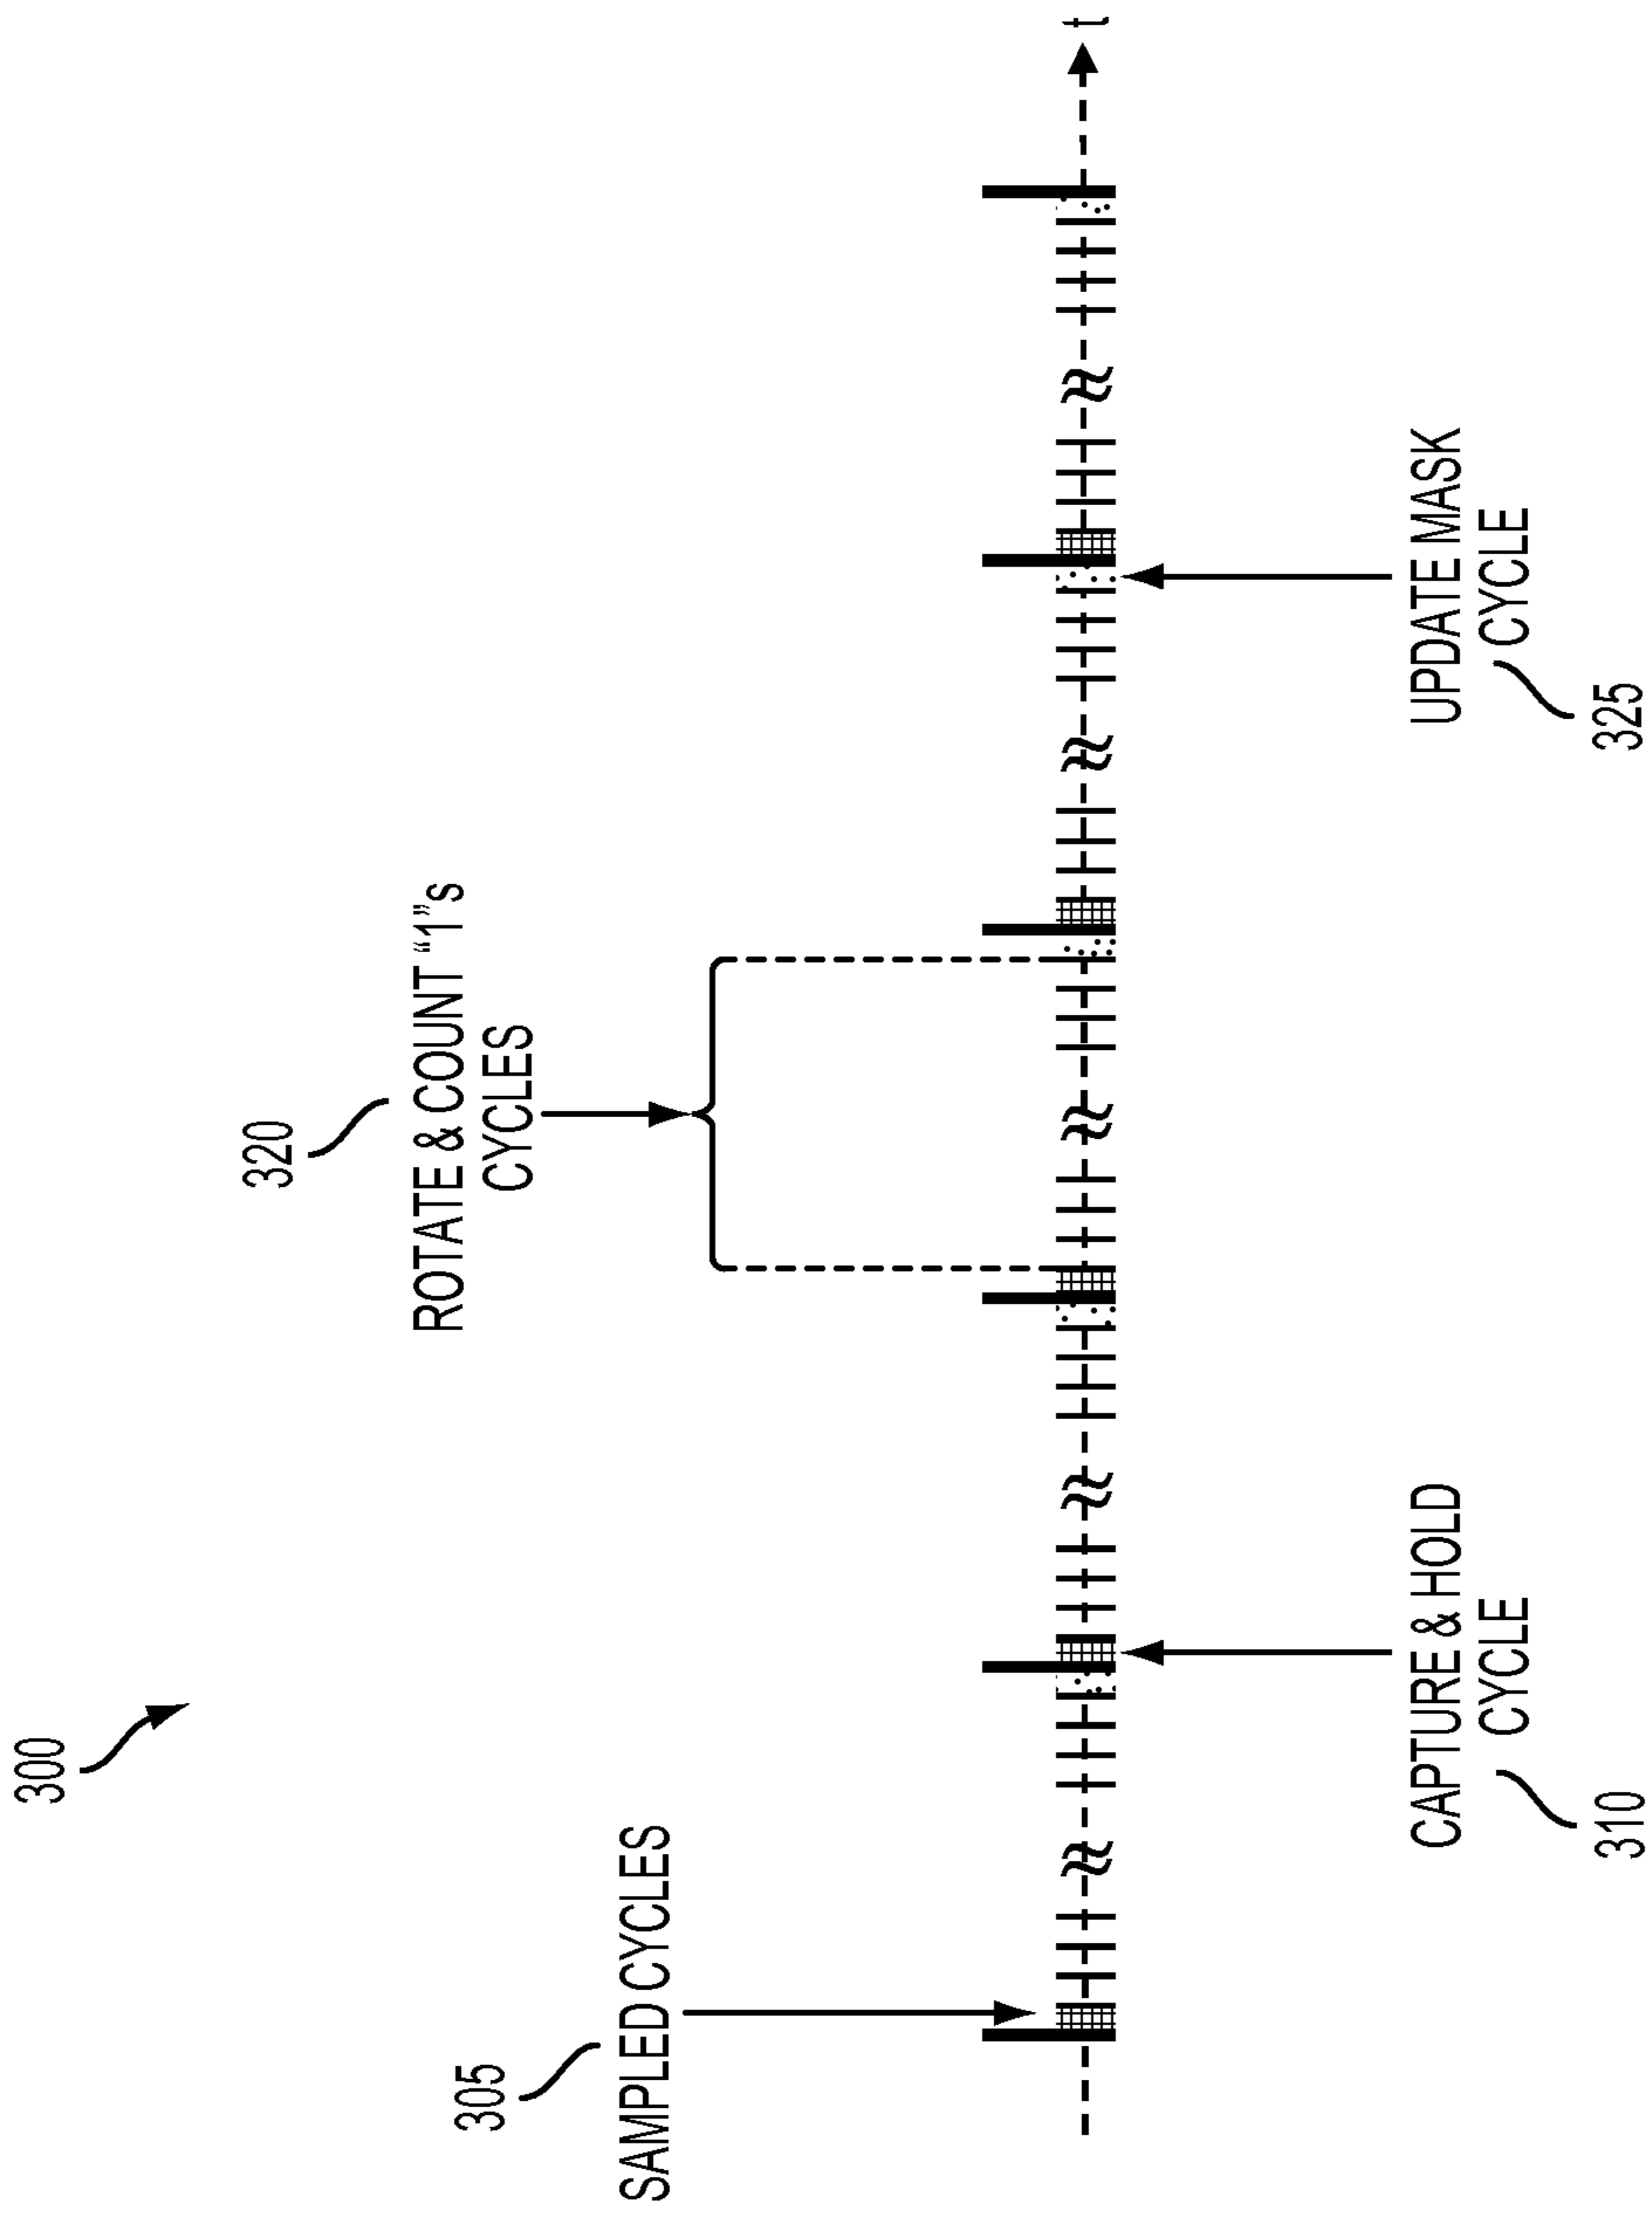 300
320
ROTATE & COUNT “1”s
CYCLES
305
SAMPLED CYCLES
t
CAPTURE & HOLD
CYCLE
310
UPDATE MASK
CYCLE
325